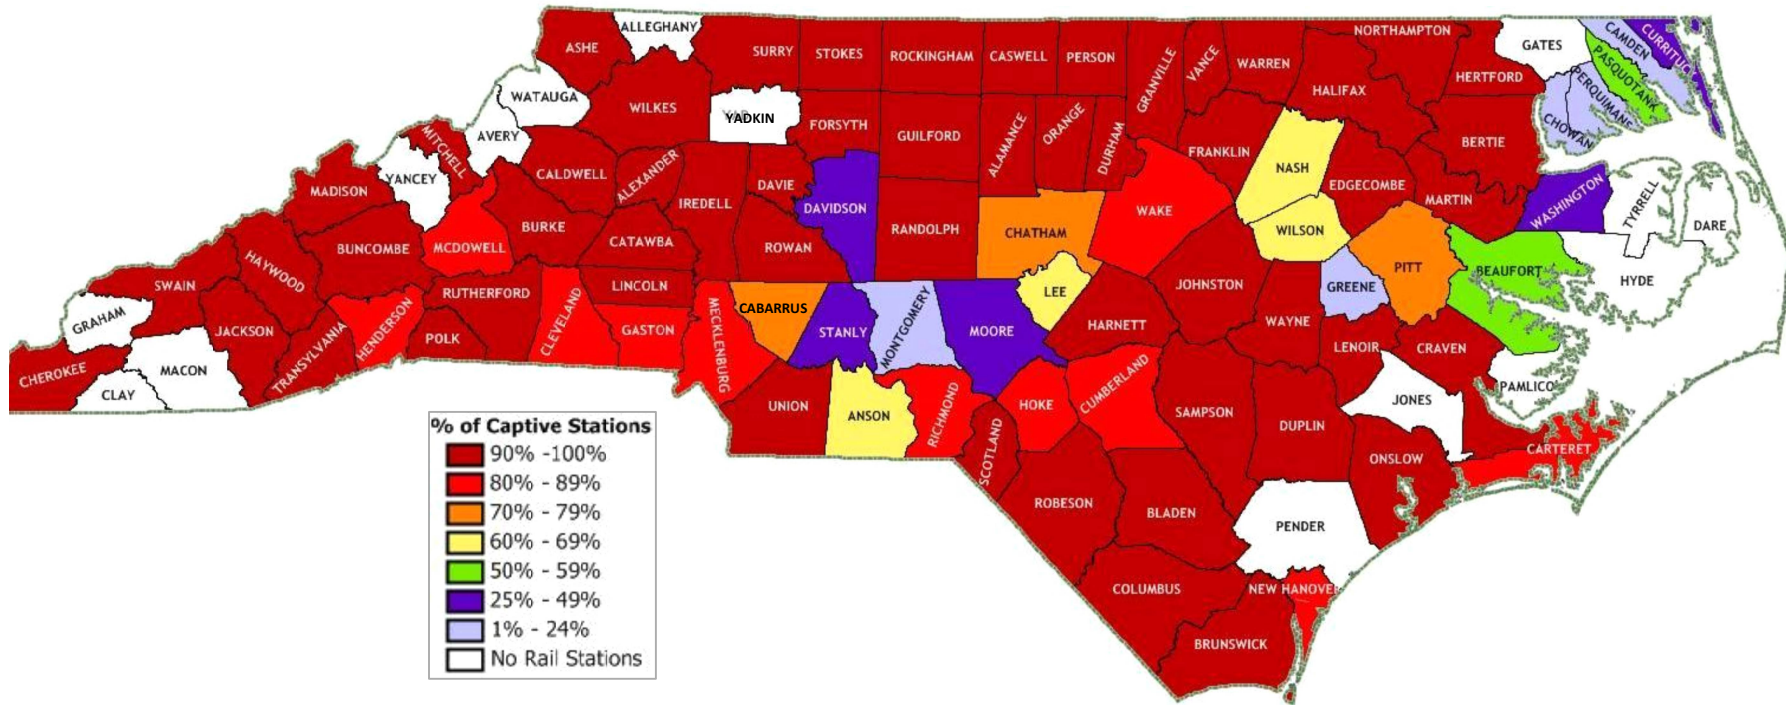 ALLEGHANY
NORTHAMPTON
ASHE
SURRY
STOKES
ROCKINGHAM
CASWELL
PERSON
GRANVILLE
VANCE
WARREN
GATES
CAMDEN
CURRITUC
HERTFORD
PASQUOTANK
PERQUIMANS
CHOWAN
WATAUGA
WILKES
YADKIN
FORSYTH
GUILFORD
ALAMANCE
ORANGE
DURHAM
FRANKLIN
HALIFAX
BERTIE
NASH
AVERY
MITCHELL
YANCEY
MADISON
CALDWELL
ALEXANDER
IREDELL
DAVIE
DAVIDSON
RANDOLPH
CHATHAM
WAKE
EDGECOMBE
MARTIN
WASHINGTON
TYRRELL
DARE
WILSON
BUNCOMBE
MCDOWELL
BURKE
CATAWBA
ROWAN
LEE
JOHNSTON
PITT
BEAUFORT
HYDE
SWAIN
HAYWOOD
RUTHERFORD
LINCOLN
CABARRUS
GREENE
GRAHAM
JACKSON
TRANSYLVANIA
HENDERSON
POLK
CLEVELAND
GASTON
MECKLENBURG
STANLY
MONTGOMERY
MOORE
HARNETT
WAYNE
LENOIR
CRAVEN
CHEROKEE
MACON
CLAY
UNION
ANSON
RICHMOND
HOKE
CUMBERLAND
SAMPSON
DUPLIN
JONES
PAMLICO
SCOTLAND
ONSLOW
CARTERET
ROBESON
BLADEN
PENDER
COLUMBUS
NEW HANOVE
BRUNSWICK
% of Captive Stations
90% -100%
80% - 89%
70% - 79%
60% - 69%
50% - 59%
25% - 49%
1% - 24%
No Rail Stations